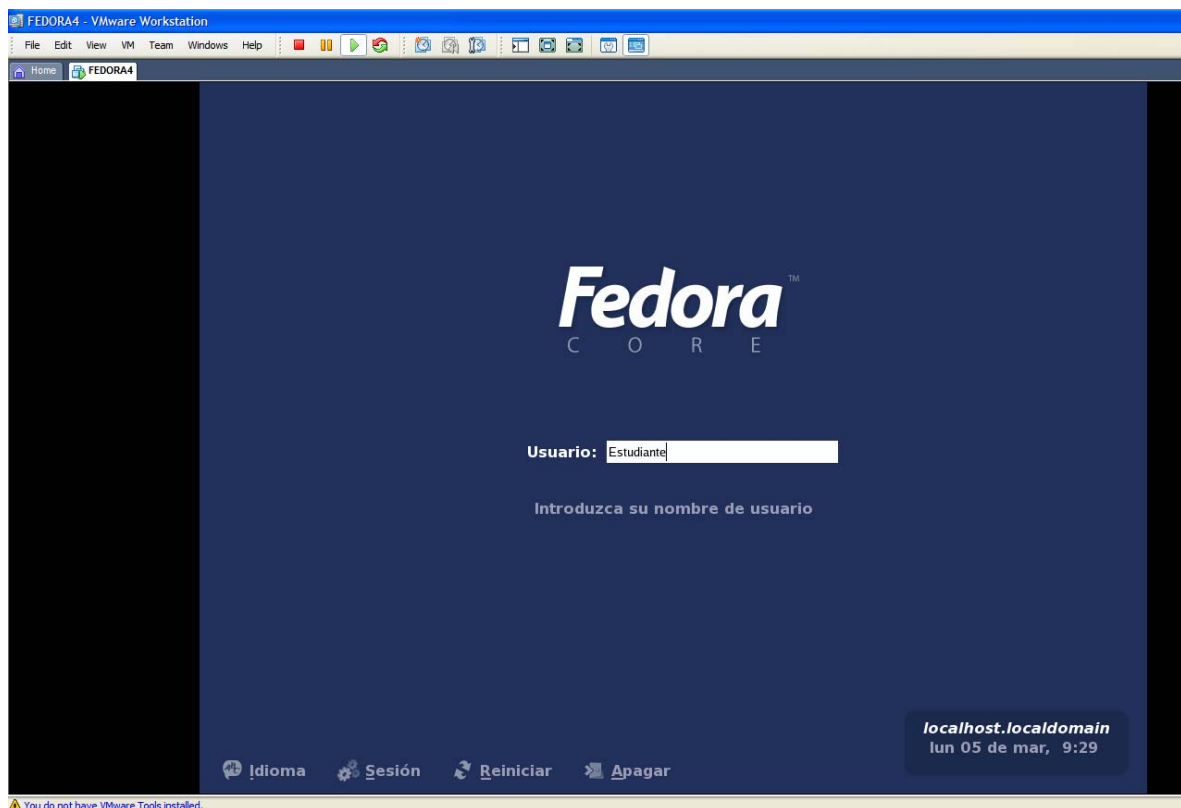 FEDORA4 - VMware Workstation
File Edit View VM Team Windows Help
Home FEDORA4
Fedora™
CORE
Usuario: Estudiante
Introduzca su nombre de usuario
localhost.localdomain
lun 05 de mar, 9:29
Idioma Sesión Reiniciar Apagar
You do not have VMware Tools installed.